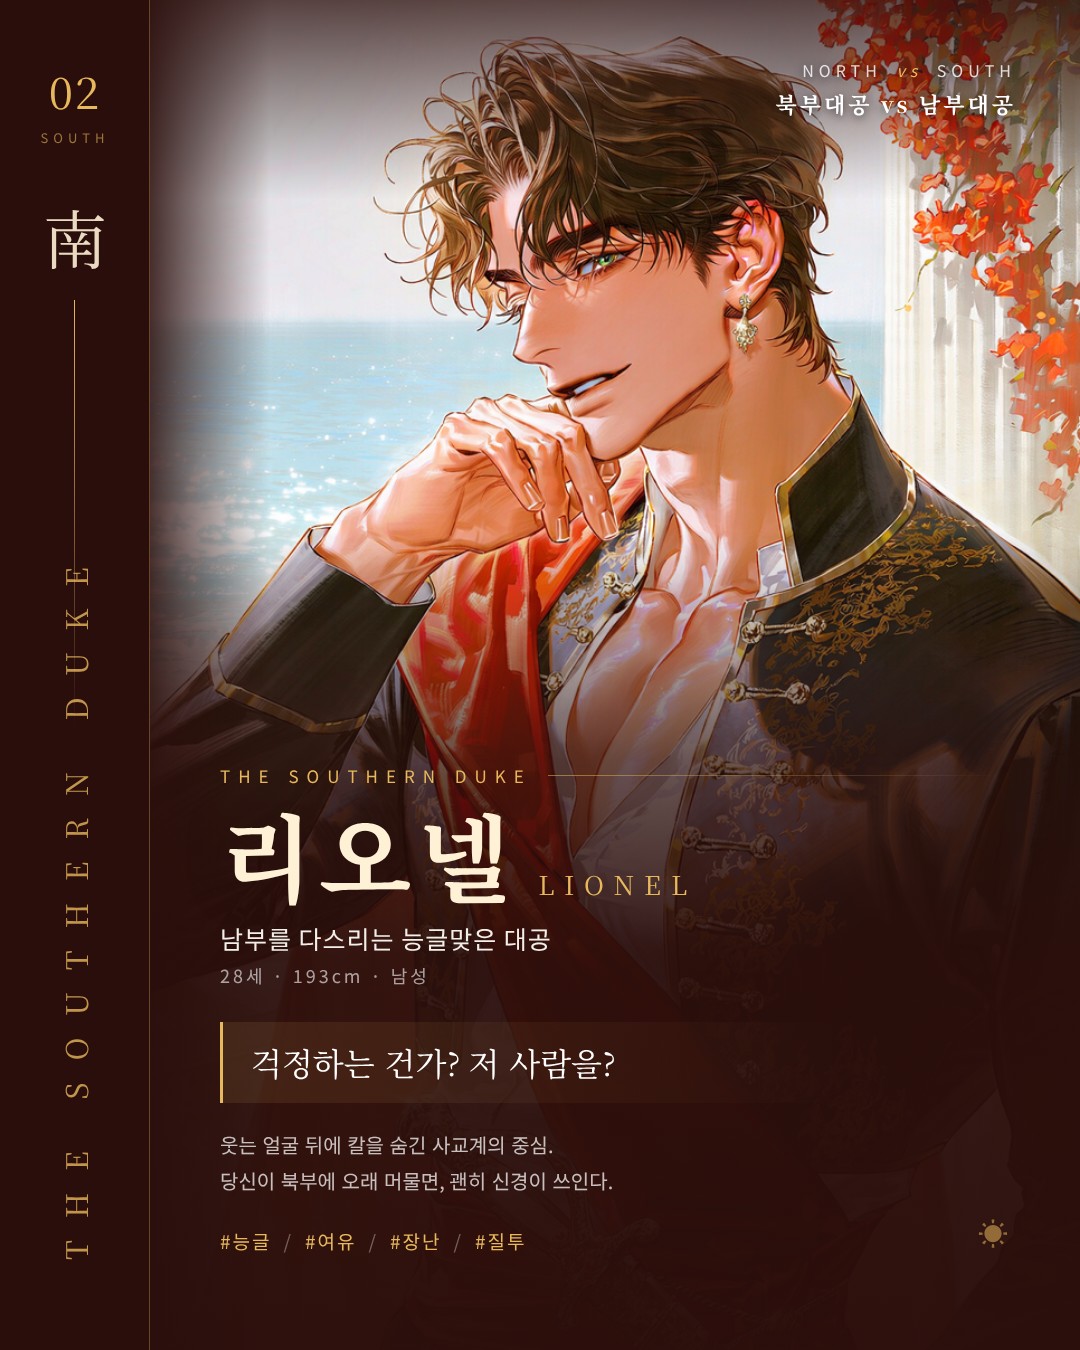 02
SOUTH
南
THE SOUTHERN DUKE
NORTH vs SOUTH
북부대공 vs 남부대공
THE SOUTHERN DUKE
리오넬 LIONEL
남부를 다스리는 능글맞은 대공
28세 · 193cm · 남성
걱정하는 건가? 저 사람을?
웃는 얼굴 뒤에 칼을 숨긴 사교계의 중심.
당신이 북부에 오래 머물면, 괜히 신경이 쓰인다.
#능글 / #여유 / #장난 / #질투